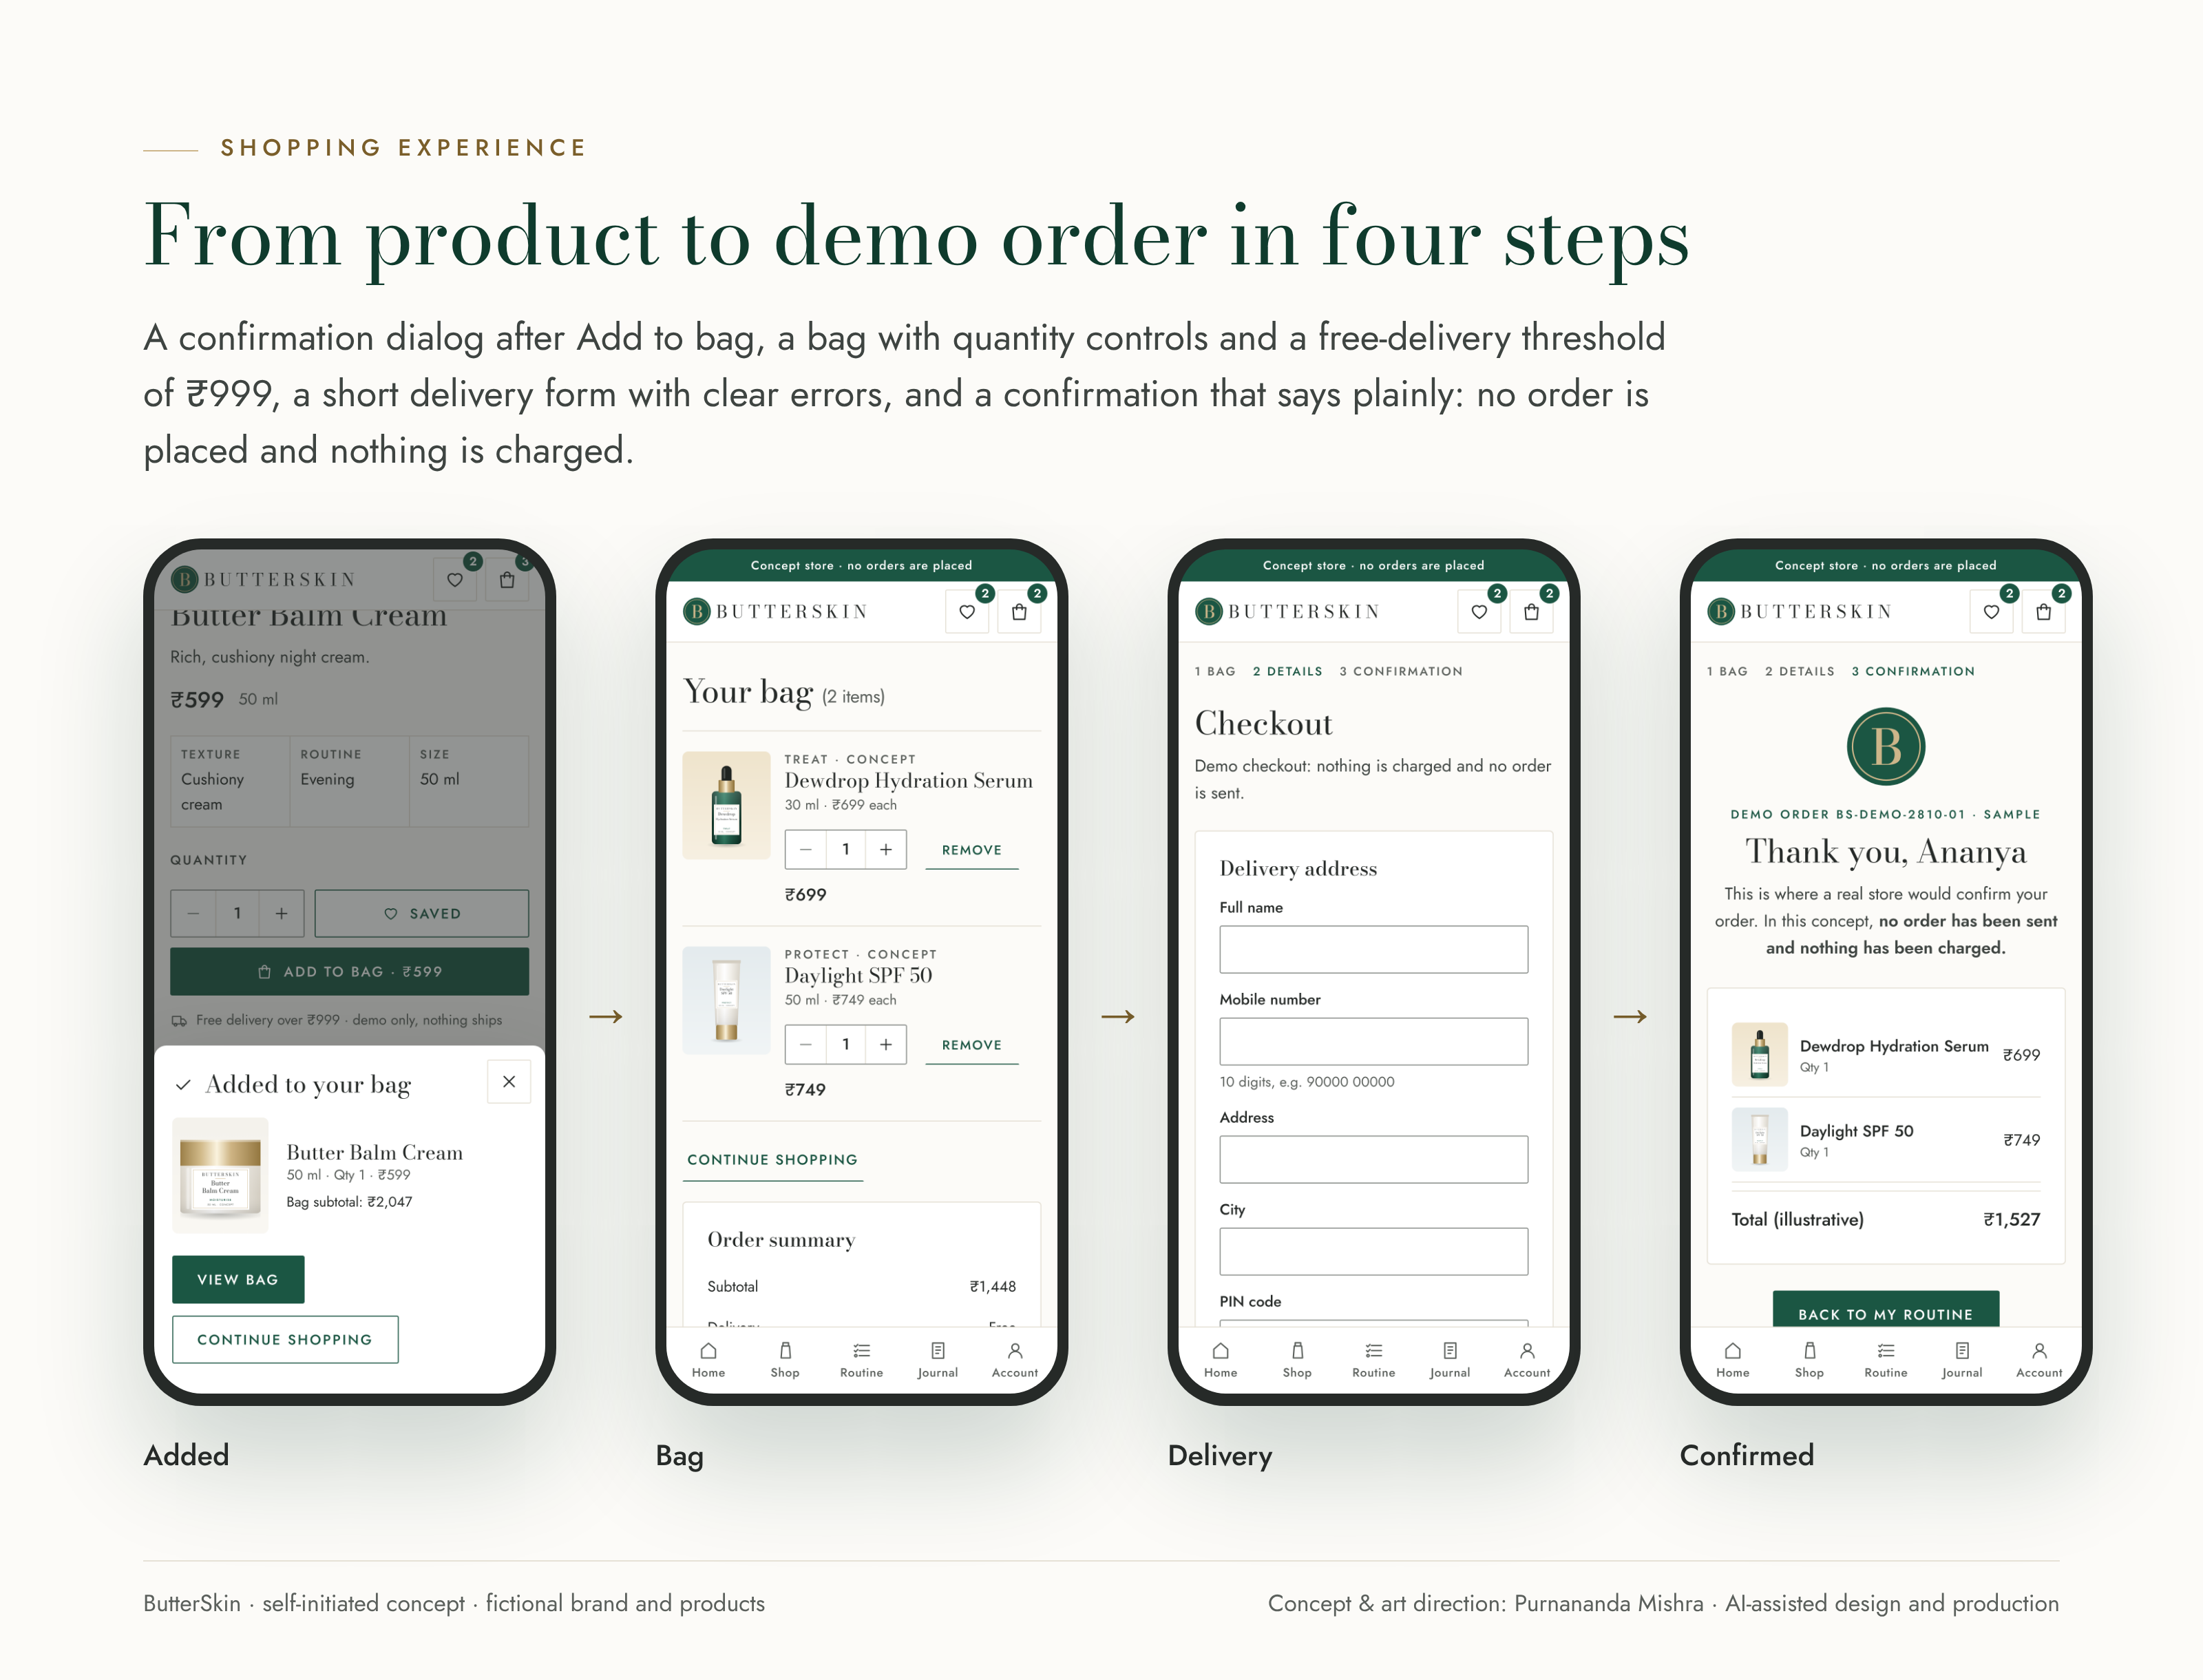 SHOPPING EXPERIENCE
From product to demo order in four steps
A confirmation dialog after Add to bag, a bag with quantity controls and a free-delivery threshold
of ₹999, a short delivery form with clear errors, and a confirmation that says plainly: no order is
placed and nothing is charged.
B BUTTERSKIN
2
3
Butter Balm Cream
Rich, cushiony night cream.
₹599 50 ml
TEXTURE ROUTINE SIZE
Cushiony Evening 50 ml
cream
QUANTITY
− 1 + SAVED
ADD TO BAG · ₹599
Free delivery over ₹999 · demo only, nothing ships
Added to your bag
BUTTERSKIN
Butter
Balm Cream
Butter Balm Cream
50 ml · Qty 1 · ₹599
Bag subtotal: ₹2,047
VIEW BAG
CONTINUE SHOPPING
Added
→
Concept store · no orders are placed
B BUTTERSKIN
2
2
Your bag (2 items)
TREAT · CONCEPT
Dewdrop Hydration Serum
30 ml · ₹699 each
− 1 + REMOVE
₹699
PROTECT · CONCEPT
Daylight SPF 50
50 ml · ₹749 each
− 1 + REMOVE
₹749
CONTINUE SHOPPING
Order summary
Subtotal ₹1,448
Delivery Free
Home Shop Routine Journal Account
Bag
→
Concept store · no orders are placed
B BUTTERSKIN
2
2
1 BAG 2 DETAILS 3 CONFIRMATION
Checkout
Demo checkout: nothing is charged and no order
is sent.
Delivery address
Full name
Mobile number
10 digits, e.g. 90000 00000
Address
City
PIN code
Home Shop Routine Journal Account
Delivery
→
Concept store · no orders are placed
B BUTTERSKIN
2
2
1 BAG 2 DETAILS 3 CONFIRMATION
B
DEMO ORDER BS-DEMO-2810-01 · SAMPLE
Thank you, Ananya
This is where a real store would confirm your
order. In this concept, no order has been sent
and nothing has been charged.
Dewdrop Hydration Serum ₹699
Qty 1
Daylight SPF 50 ₹749
Qty 1
Total (illustrative) ₹1,527
BACK TO MY ROUTINE
Home Shop Routine Journal Account
Confirmed
ButterSkin · self-initiated concept · fictional brand and products
Concept & art direction: Purnananda Mishra · AI-assisted design and production